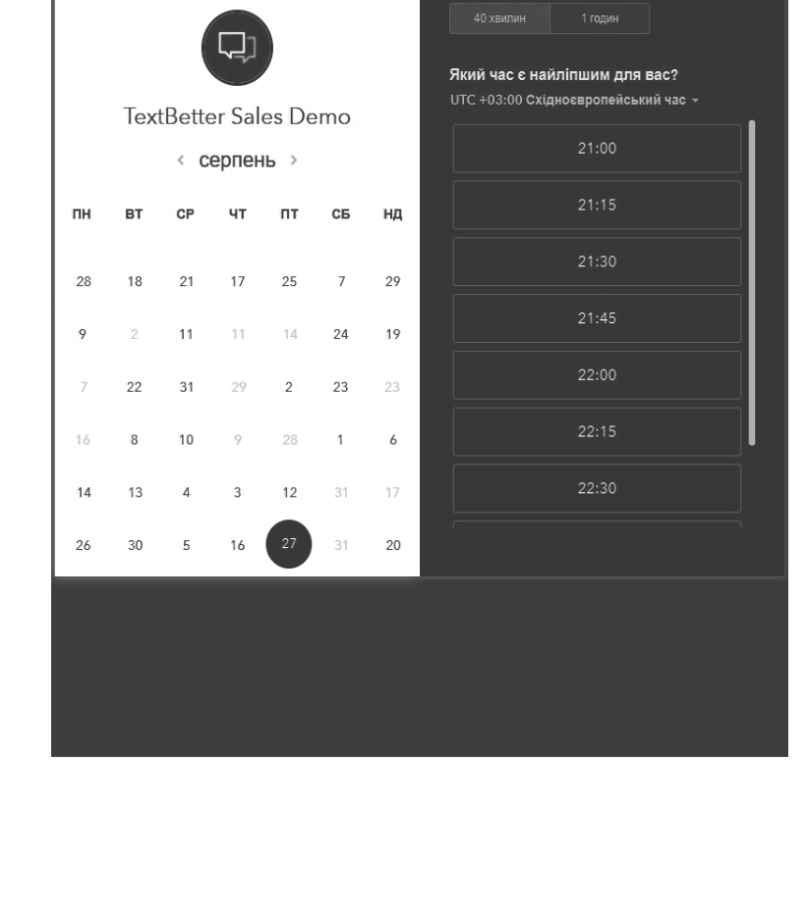 TextBetter Sales Demo
‹ серпень ›
ПН ВТ СР ЧТ ПТ СБ НД
28 18 21 17 25 7 29
9 2 11 11 14 24 19
7 22 31 29 2 23 23
16 8 10 9 28 1 6
14 13 4 3 12 31 17
26 30 5 16 27 31 20
40 хвилин 1 годин
Який час є найліпшим для вас?
UTC +03:00 Східноєвропейський час
21:00
21:15
21:30
21:45
22:00
22:15
22:30